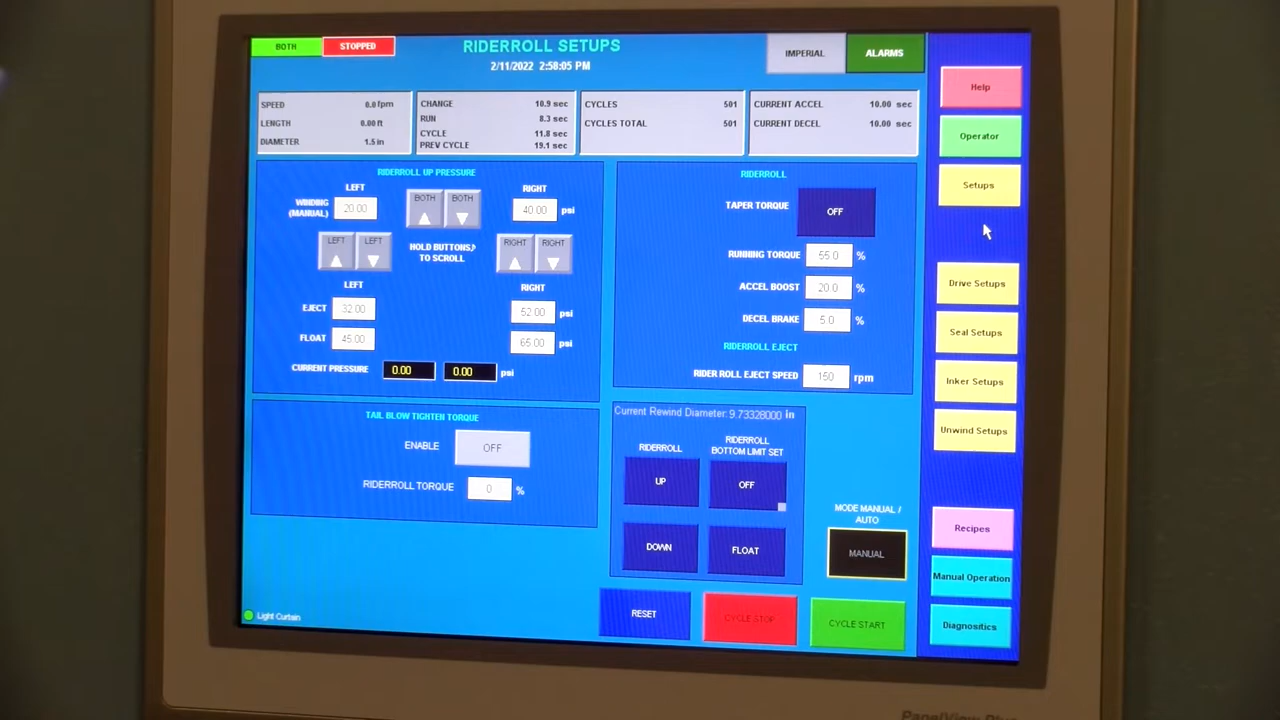 BOTH STOPPED RIDERROLL SETUPS IMPERIAL ALARMS
2/11/2022 2:58:05 PM
SPEED 0.0 fpm
LENGTH 0.00 ft
DIAMETER 1.5 in
CHANGE 10.9 sec
RUN 8.3 sec
CYCLE 11.8 sec
PREV CYCLE 19.1 sec
CYCLES 501
CYCLES TOTAL 501
CURRENT ACCEL 10.00 sec
CURRENT DECEL 10.00 sec
RIDERROLL UP PRESSURE
LEFT RIGHT
WINDING
(MANUAL)
20.00 BOTH BOTH 40.00 psi
LEFT LEFT HOLD BUTTONS RIGHT RIGHT
TO SCROLL
LEFT RIGHT
EJECT 32.00 52.00 psi
FLOAT 45.00 65.00 psi
CURRENT PRESSURE 0.00 0.00 psi
RIDERROLL
TAPER TORQUE OFF
RUNNING TORQUE 55.0 %
ACCEL BOOST 20.0 %
DECEL BRAKE 5.0 %
RIDERROLL EJECT
RIDER ROLL EJECT SPEED 150 rpm
TAIL BLOW TIGHTEN TORQUE
ENABLE OFF
RIDERROLL TORQUE 0 %
Current Rewind Diameter: 9.73328000 in
RIDERROLL
RIDERROLL
BOTTOM LIMIT SET
UP OFF
DOWN FLOAT
MODE MANUAL /
AUTO
MANUAL
Light Curtain
RESET CYCLE STOP CYCLE START
Help
Operator
Setups
Drive Setups
Seal Setups
Inker Setups
Unwind Setups
Recipes
Manual Operation
Diagnostics
PanelView Plus